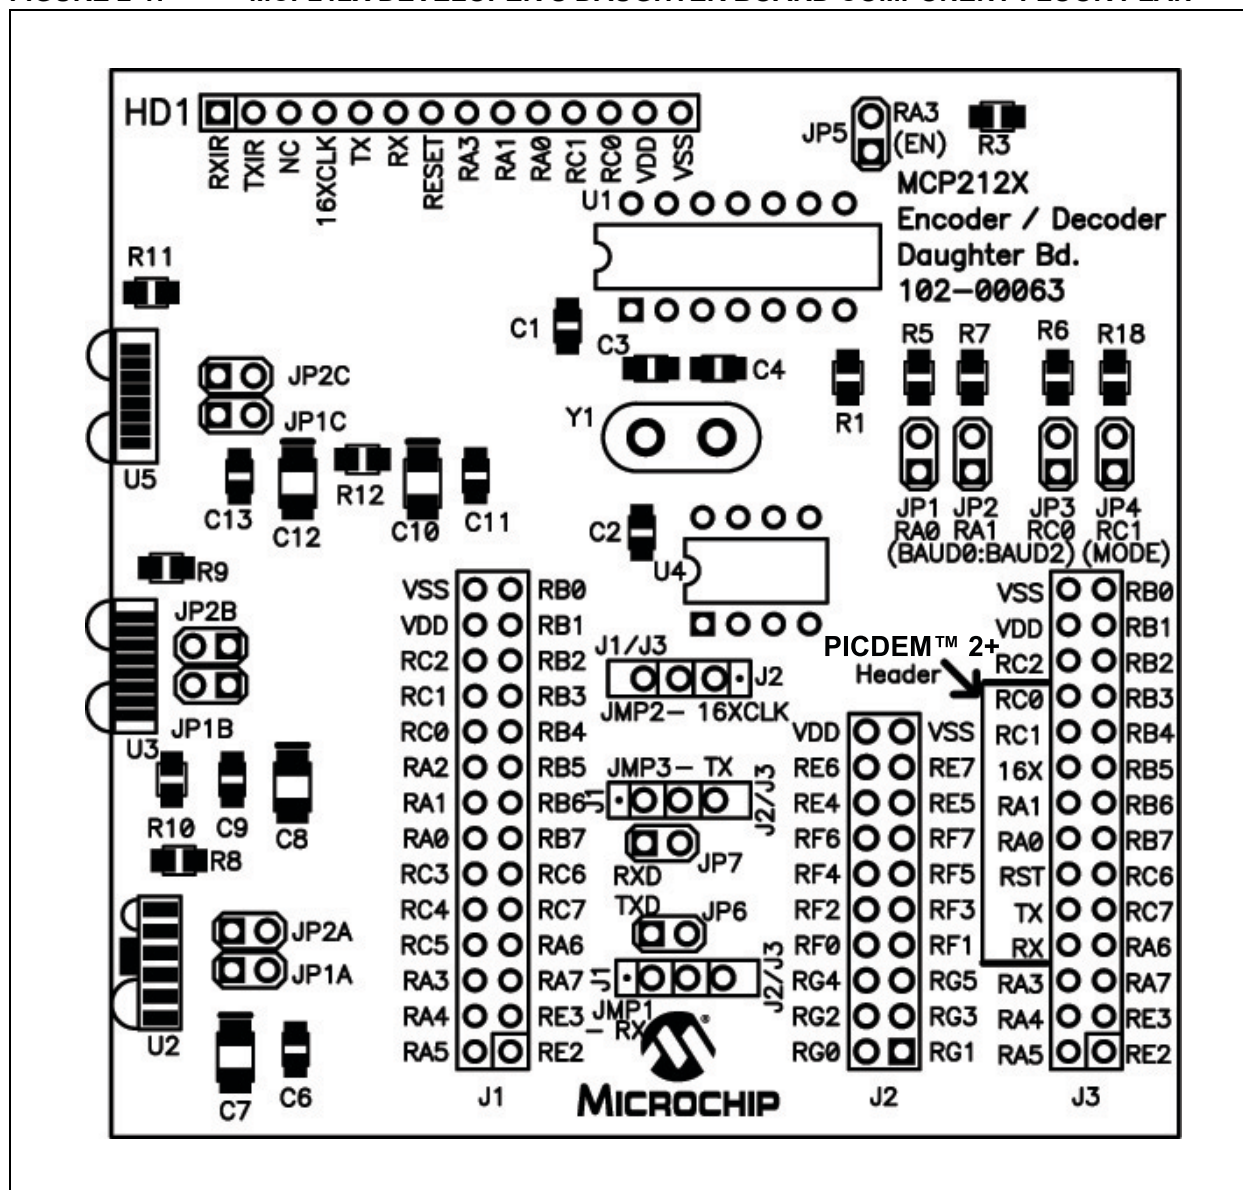 HD1
RXIR
TXIR
NC
16XCLK
TX
RX
RESET
RA3
RA1
RA0
RC1
RC0
VDD
VSS
JP5
RA3
(EN)
R3
MCP212X
Encoder / Decoder
Daughter Bd.
102-00063
U1
R11
C1
C3
C4
R5 R7 R6 R18
JP2C
JP1C
Y1
R1
U5
C13
C12
R12
C10
C11
C2
JP1 JP2 JP3 JP4
RA0 RA1 RC0 RC1
(BAUD0:BAUD2) (MODE)
U4
R9
JP2B
JP1B
U3
R10
C9
C8
R8
JP2A
JP1A
U2
C7
C6
VSS RB0
VDD RB1
RC2 RB2
RC1 RB3
RC0 RB4
RA2 RB5
RA1 RB6
RA0 RB7
RC3 RC6
RC4 RC7
RC5 RA6
RA3 RA7
RA4 RE3
RA5 RE2
J1
J1/J3
J2
JMP2- 16XCLK
JMP3- TX
J1
J2/J3
JP7
RXD
TXD
JP6
J1
J2/J3
JMP1
- RX
®
MICROCHIP
PICDEM™ 2+
Header
VDD VSS
RE6 RE7
RE4 RE5
RF6 RF7
RF4 RF5
RF2 RF3
RF0 RF1
RG4 RG5
RG2 RG3
RG0 RG1
J2
VSS RB0
VDD RB1
RC2 RB2
RC0 RB3
RC1 RB4
16X RB5
RA1 RB6
RA0 RB7
RST RC6
TX RC7
RX RA6
RA3 RA7
RA4 RE3
RA5 RE2
J3